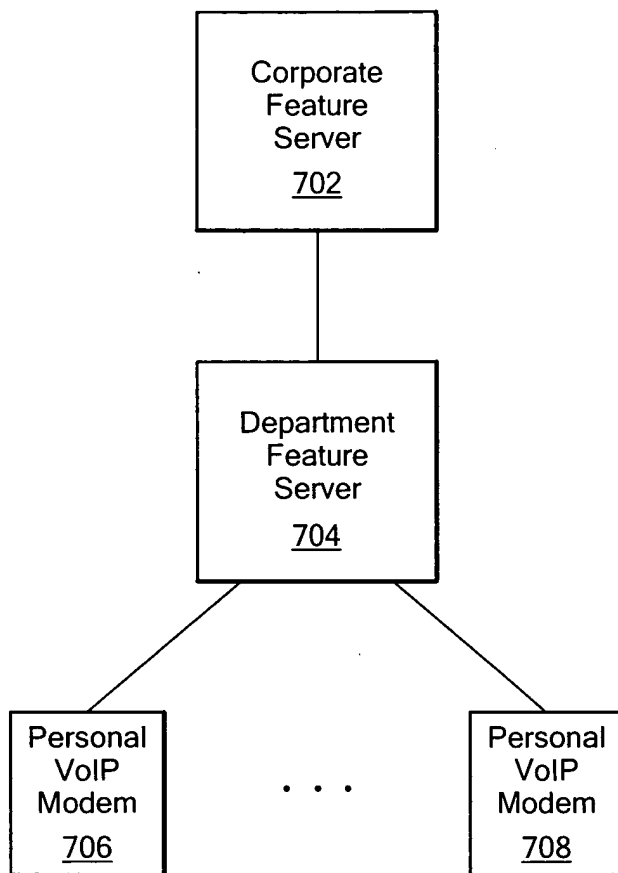 Corporate
Feature
Server
702
Department
Feature
Server
704
Personal
VoIP
Modem
706
. . .
Personal
VoIP
Modem
708